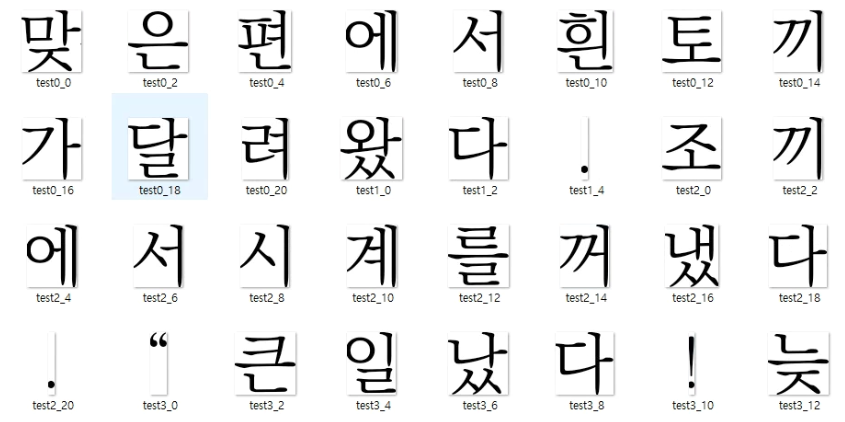 맞 은 편 에 서 흰 토 끼
test0_0 test0_2 test0_4 test0_6 test0_8 test0_10 test0_12 test0_14
가 달 려 왔 다 . 조 끼
test0_16 test0_18 test0_20 test1_0 test1_2 test1_4 test2_0 test2_2
에 서 시 계 를 꺼 냈 다
test2_4 test2_6 test2_8 test2_10 test2_12 test2_14 test2_16 test2_18
. “ 큰 일 났 다 ! 늦
test2_20 test3_0 test3_2 test3_4 test3_6 test3_8 test3_10 test3_12